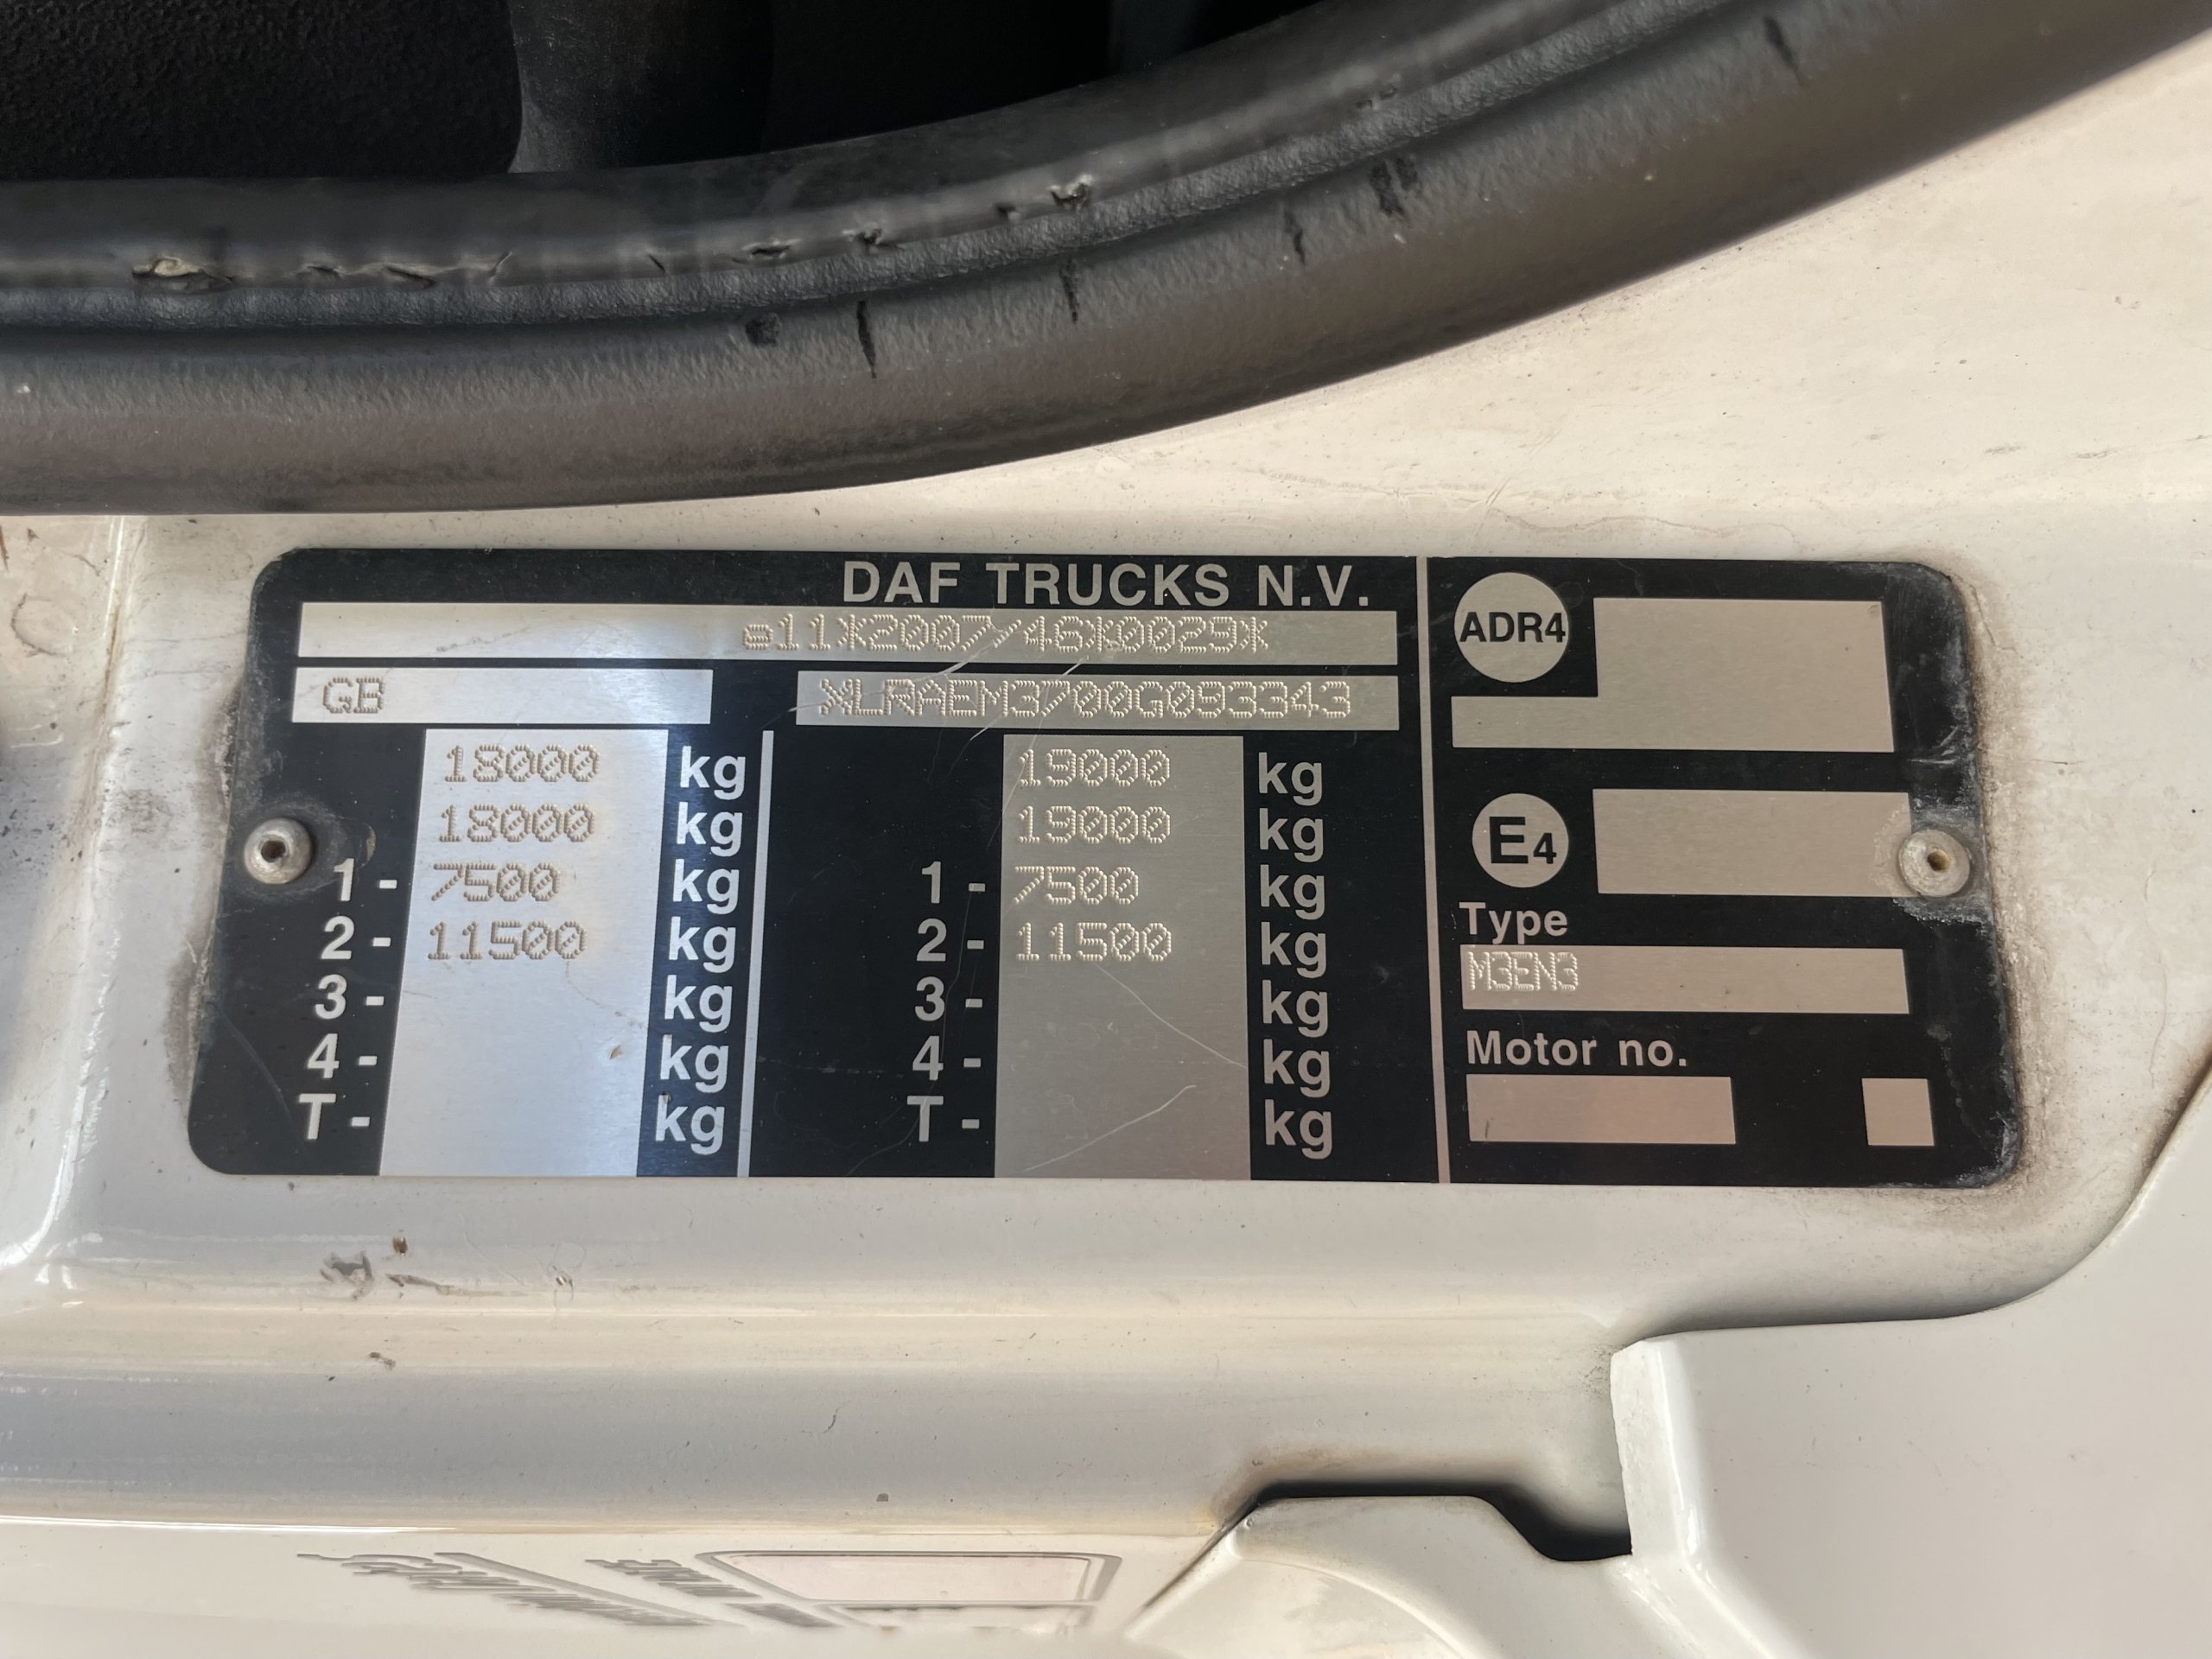 DAF TRUCKS N.V.
e11*2007/46*0029*
GB XLRAEM3700G093343
18000 kg 19000 kg
18000 kg 19000 kg
1 - 7500 kg 1 - 7500 kg
2 - 11500 kg 2 - 11500 kg
3 - kg 3 - kg
4 - kg 4 - kg
T - kg T - kg
ADR4
E4
Type
M3EN3
Motor no.